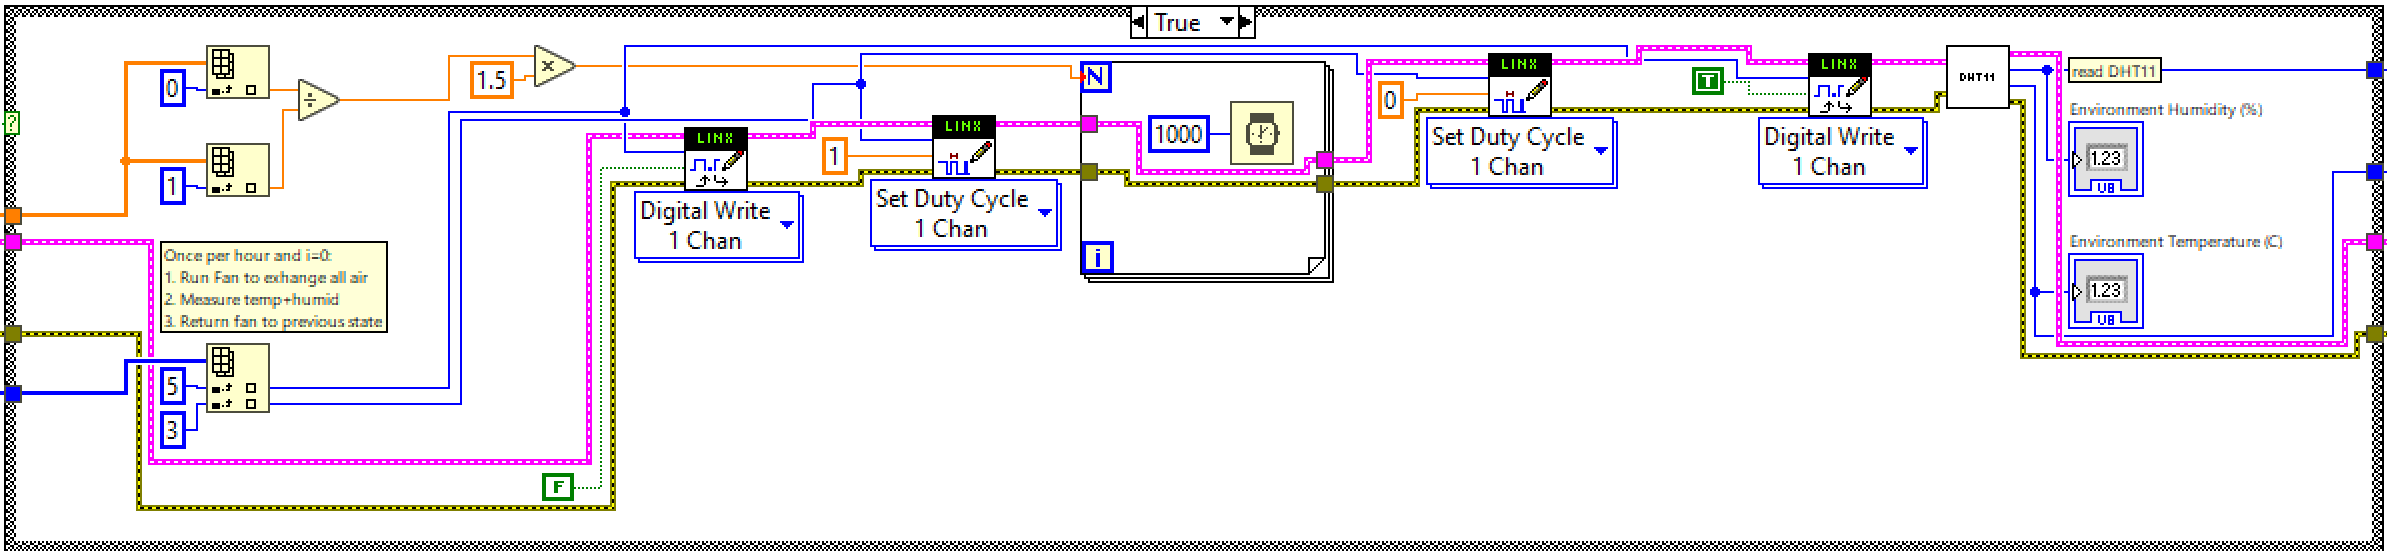 True
0
1
÷
1.5
×
Once per hour and i=0:
1. Run Fan to exhange all air
2. Measure temp+humid
3. Return fan to previous state
5
3
?
F
LINX
Digital Write
1 Chan
1
LINX
Set Duty Cycle
1 Chan
N
1000
i
0
LINX
Set Duty Cycle
1 Chan
T
LINX
Digital Write
1 Chan
DHT11
read DHT11
Environment Humidity (%)
1.23
U8
Environment Temperature (C)
1.23
U8